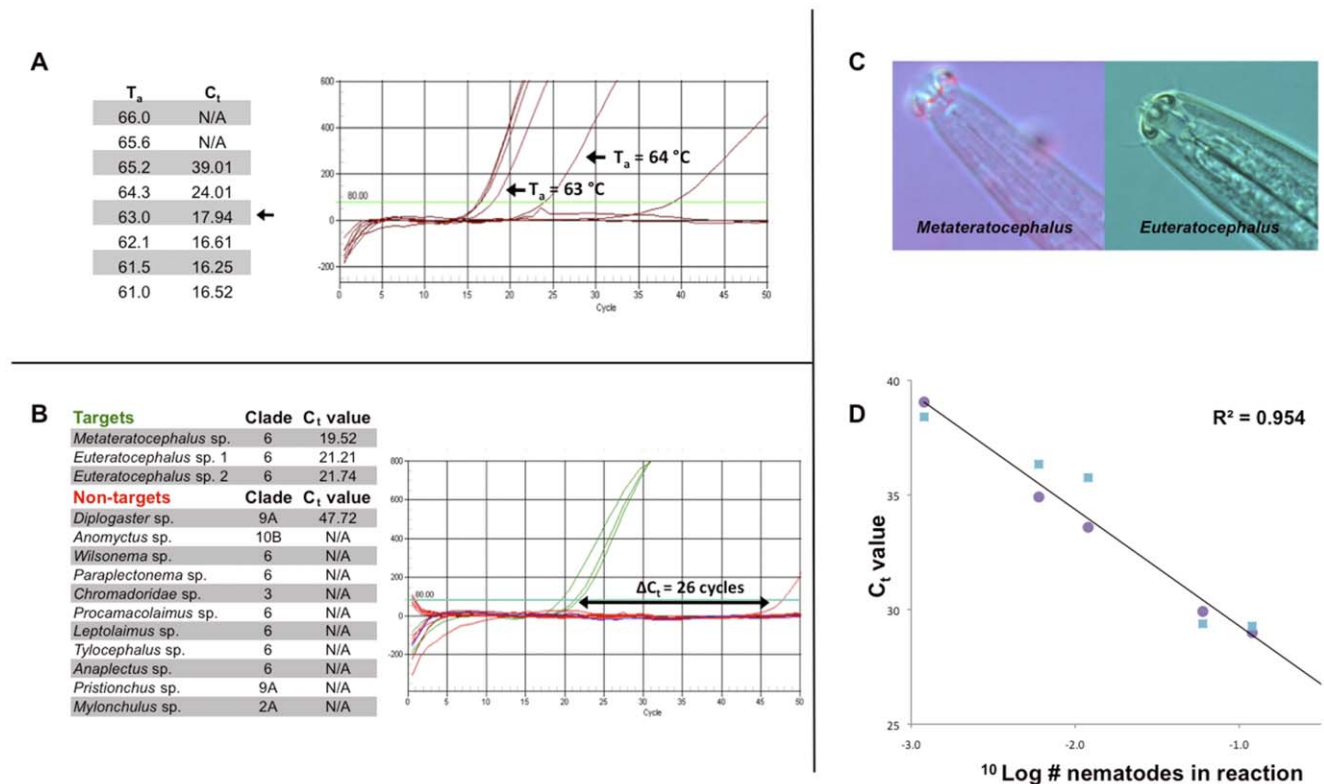 A
Ta Ct
66.0 N/A
65.6 N/A
65.2 39.01
64.3 24.01
63.0 17.94
62.1 16.61
61.5 16.25
61.0 16.52
600
400
200
0
-200
80.00
Ta = 64 °C
Ta = 63 °C
0 5 10 15 20 25 30 35 40 45 50
Cycle
B
Targets Clade Ct value
Metateratocephalus sp. 6 19.52
Euteratocephalus sp. 1 6 21.21
Euteratocephalus sp. 2 6 21.74
Non-targets Clade Ct value
Diplogaster sp. 9A 47.72
Anomyctus sp. 10B N/A
Wilsonema sp. 6 N/A
Paraplectonema sp. 6 N/A
Chromadoridae sp. 3 N/A
Procamacolaimus sp. 6 N/A
Leptolaimus sp. 6 N/A
Tylocephalus sp. 6 N/A
Anaplectus sp. 6 N/A
Pristionchus sp. 9A N/A
Mylonchulus sp. 2A N/A
800
600
400
200
0
-200
80.00
ΔCt = 26 cycles
0 5 10 15 20 25 30 35 40 45 50
Cycle
C
Metateratocephalus
Euteratocephalus
D
R² = 0.954
Ct value
40
35
30
25
-3.0 -2.0 -1.0
10 Log # nematodes in reaction